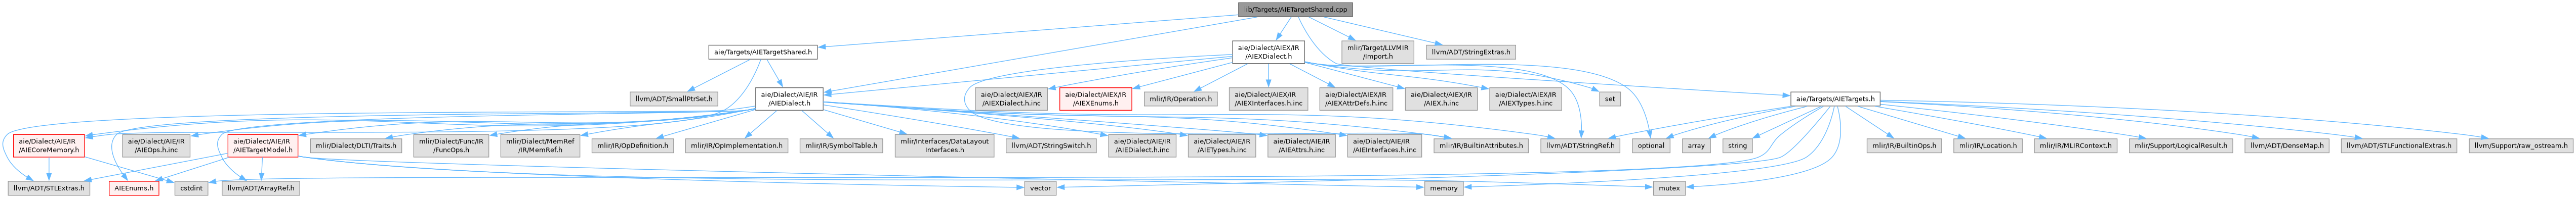 lib/Targets/AIETargetShared.cpp
aie/Targets/AIETargetShared.h
aie/Dialect/AIEX/IR
/AIEXDialect.h
mlir/Target/LLVMIR
/Import.h
llvm/ADT/StringExtras.h
llvm/ADT/SmallPtrSet.h
aie/Dialect/AIE/IR
/AIEDialect.h
aie/Dialect/AIEX/IR
/AIEXDialect.h.inc
aie/Dialect/AIEX/IR
/AIEXEnums.h
mlir/IR/Operation.h
aie/Dialect/AIEX/IR
/AIEXInterfaces.h.inc
aie/Dialect/AIEX/IR
/AIEXAttrDefs.h.inc
aie/Dialect/AIEX/IR
/AIEX.h.inc
aie/Dialect/AIEX/IR
/AIEXTypes.h.inc
set
aie/Targets/AIETargets.h
aie/Dialect/AIE/IR
/AIECoreMemory.h
aie/Dialect/AIE/IR
/AIEOps.h.inc
aie/Dialect/AIE/IR
/AIETargetModel.h
mlir/Dialect/DLTI/Traits.h
mlir/Dialect/Func/IR
/FuncOps.h
mlir/Dialect/MemRef
/IR/MemRef.h
mlir/IR/OpDefinition.h
mlir/IR/OpImplementation.h
mlir/IR/SymbolTable.h
mlir/Interfaces/DataLayout
Interfaces.h
llvm/ADT/StringSwitch.h
aie/Dialect/AIE/IR
/AIEDialect.h.inc
aie/Dialect/AIE/IR
/AIETypes.h.inc
aie/Dialect/AIE/IR
/AIEAttrs.h.inc
aie/Dialect/AIE/IR
/AIEInterfaces.h.inc
mlir/IR/BuiltinAttributes.h
llvm/ADT/StringRef.h
optional
array
string
mlir/IR/BuiltinOps.h
mlir/IR/Location.h
mlir/IR/MLIRContext.h
mlir/Support/LogicalResult.h
llvm/ADT/DenseMap.h
llvm/ADT/STLFunctionalExtras.h
llvm/Support/raw_ostream.h
llvm/ADT/STLExtras.h
AIEEnums.h
cstdint
llvm/ADT/ArrayRef.h
vector
memory
mutex